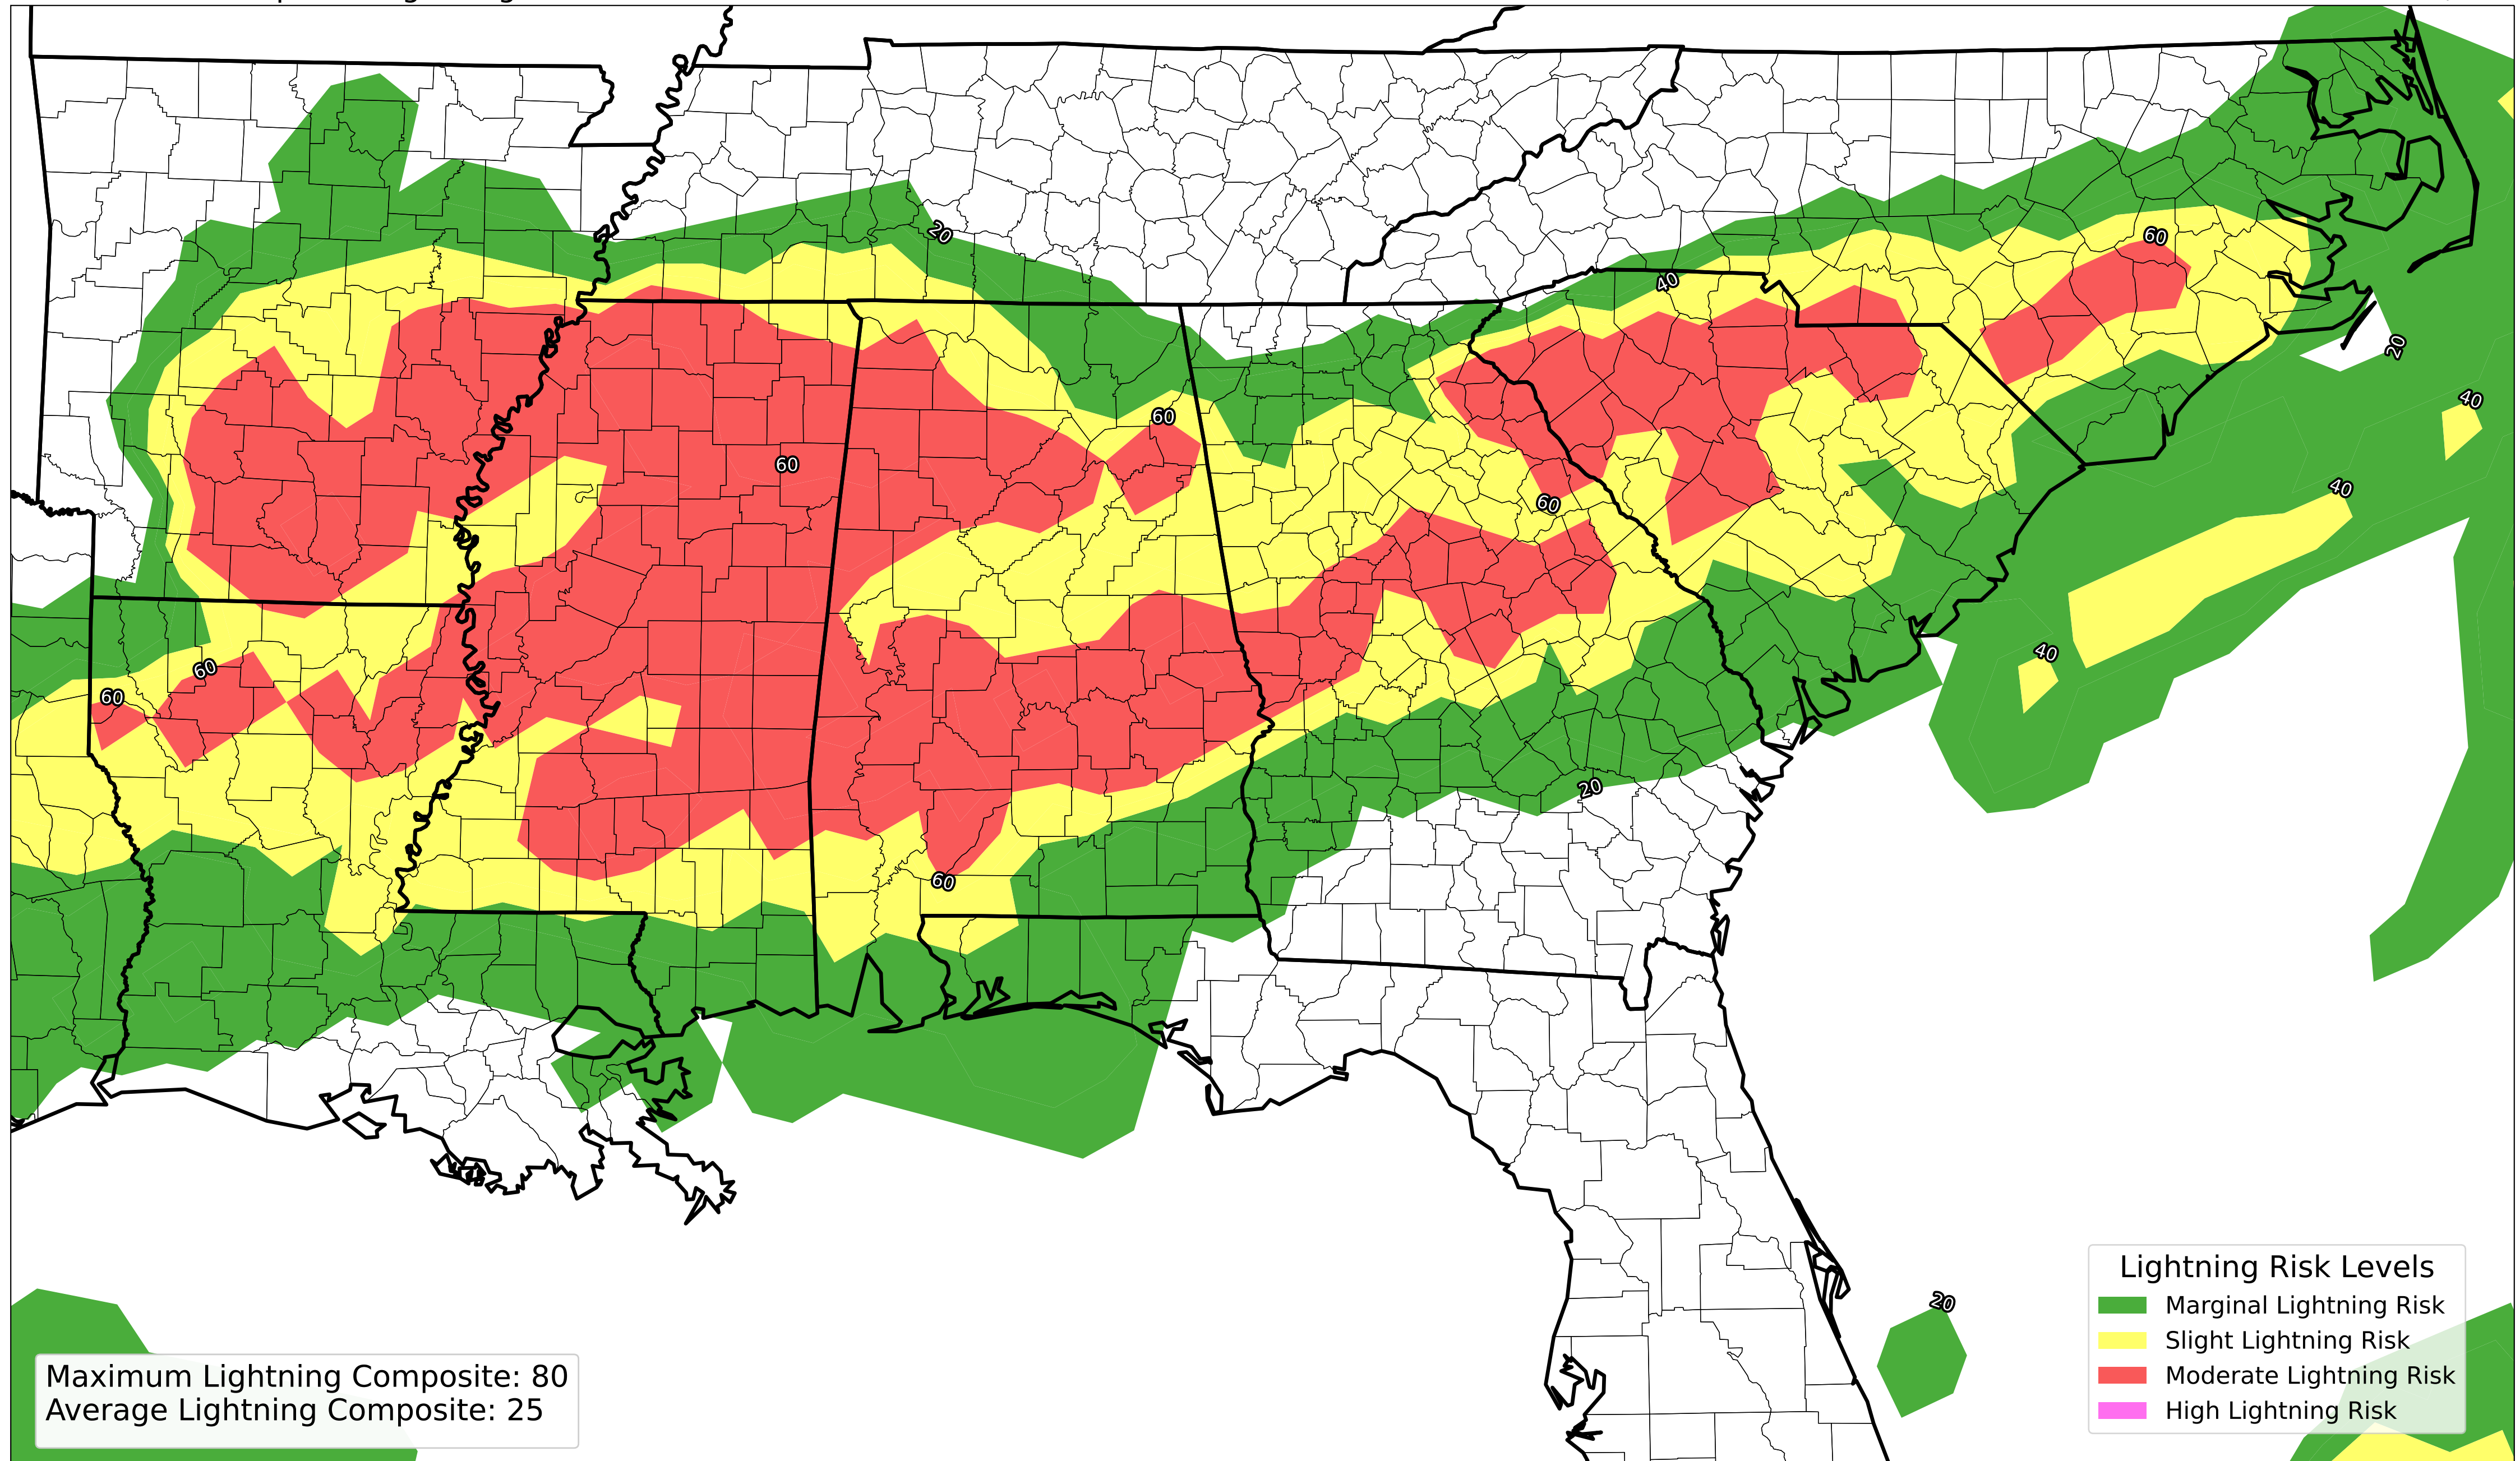 20
60
40
60
20
60
40
60
60
40
40
60
60
20
60
20
Lightning Risk Levels
Marginal Lightning Risk
Slight Lightning Risk
Moderate Lightning Risk
High Lightning Risk
Maximum Lightning Composite: 80
Average Lightning Composite: 25